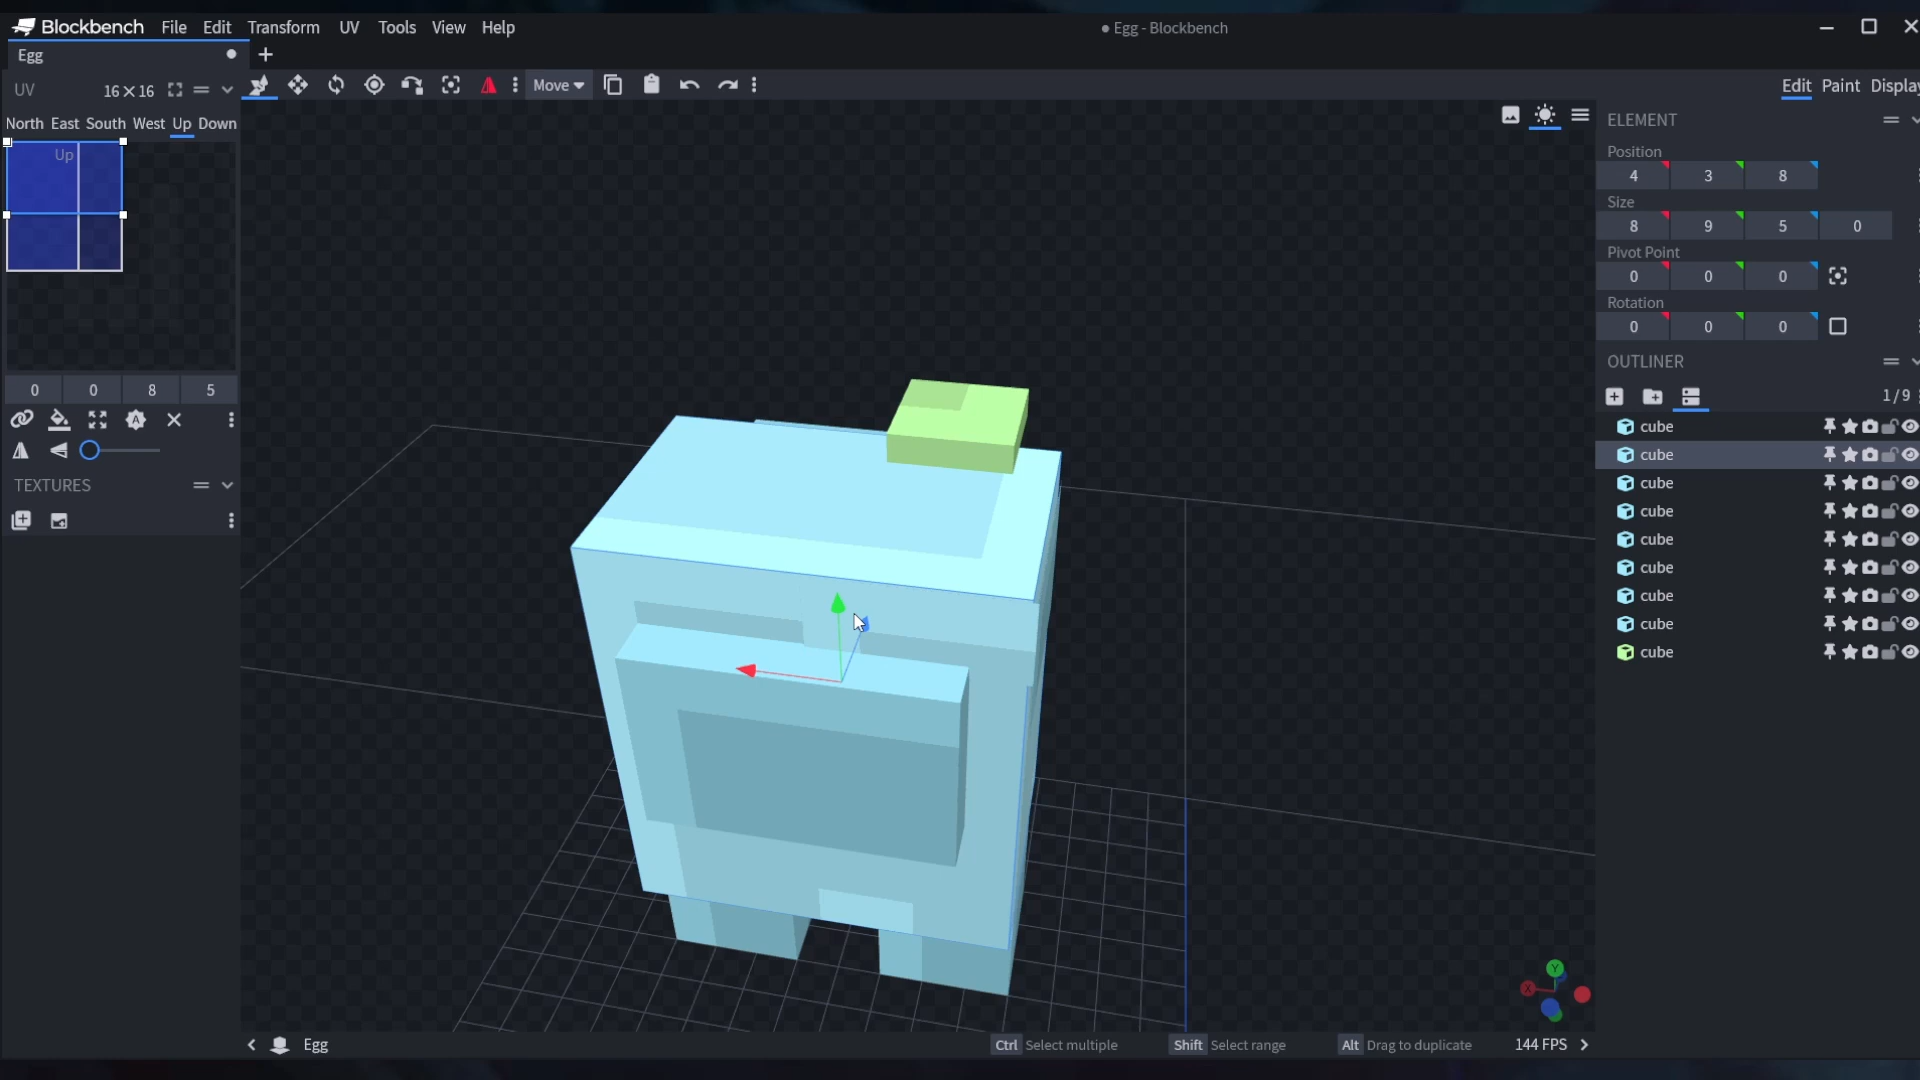 Blockbench File Edit Transform UV Tools View Help
Egg - Blockbench
Egg
UV 16×16
Move
Edit Paint Display
North East South West Up Down
Up
ELEMENT
Position
4 3 8
Size
8 9 5 0
Pivot Point
0 0 0
Rotation
0 0 0
OUTLINER
1/9
0 0 8 5
TEXTURES
cube
cube
cube
cube
cube
cube
cube
cube
cube
Y
X
Egg
Ctrl Select multiple Shift Select range Alt Drag to duplicate 144 FPS